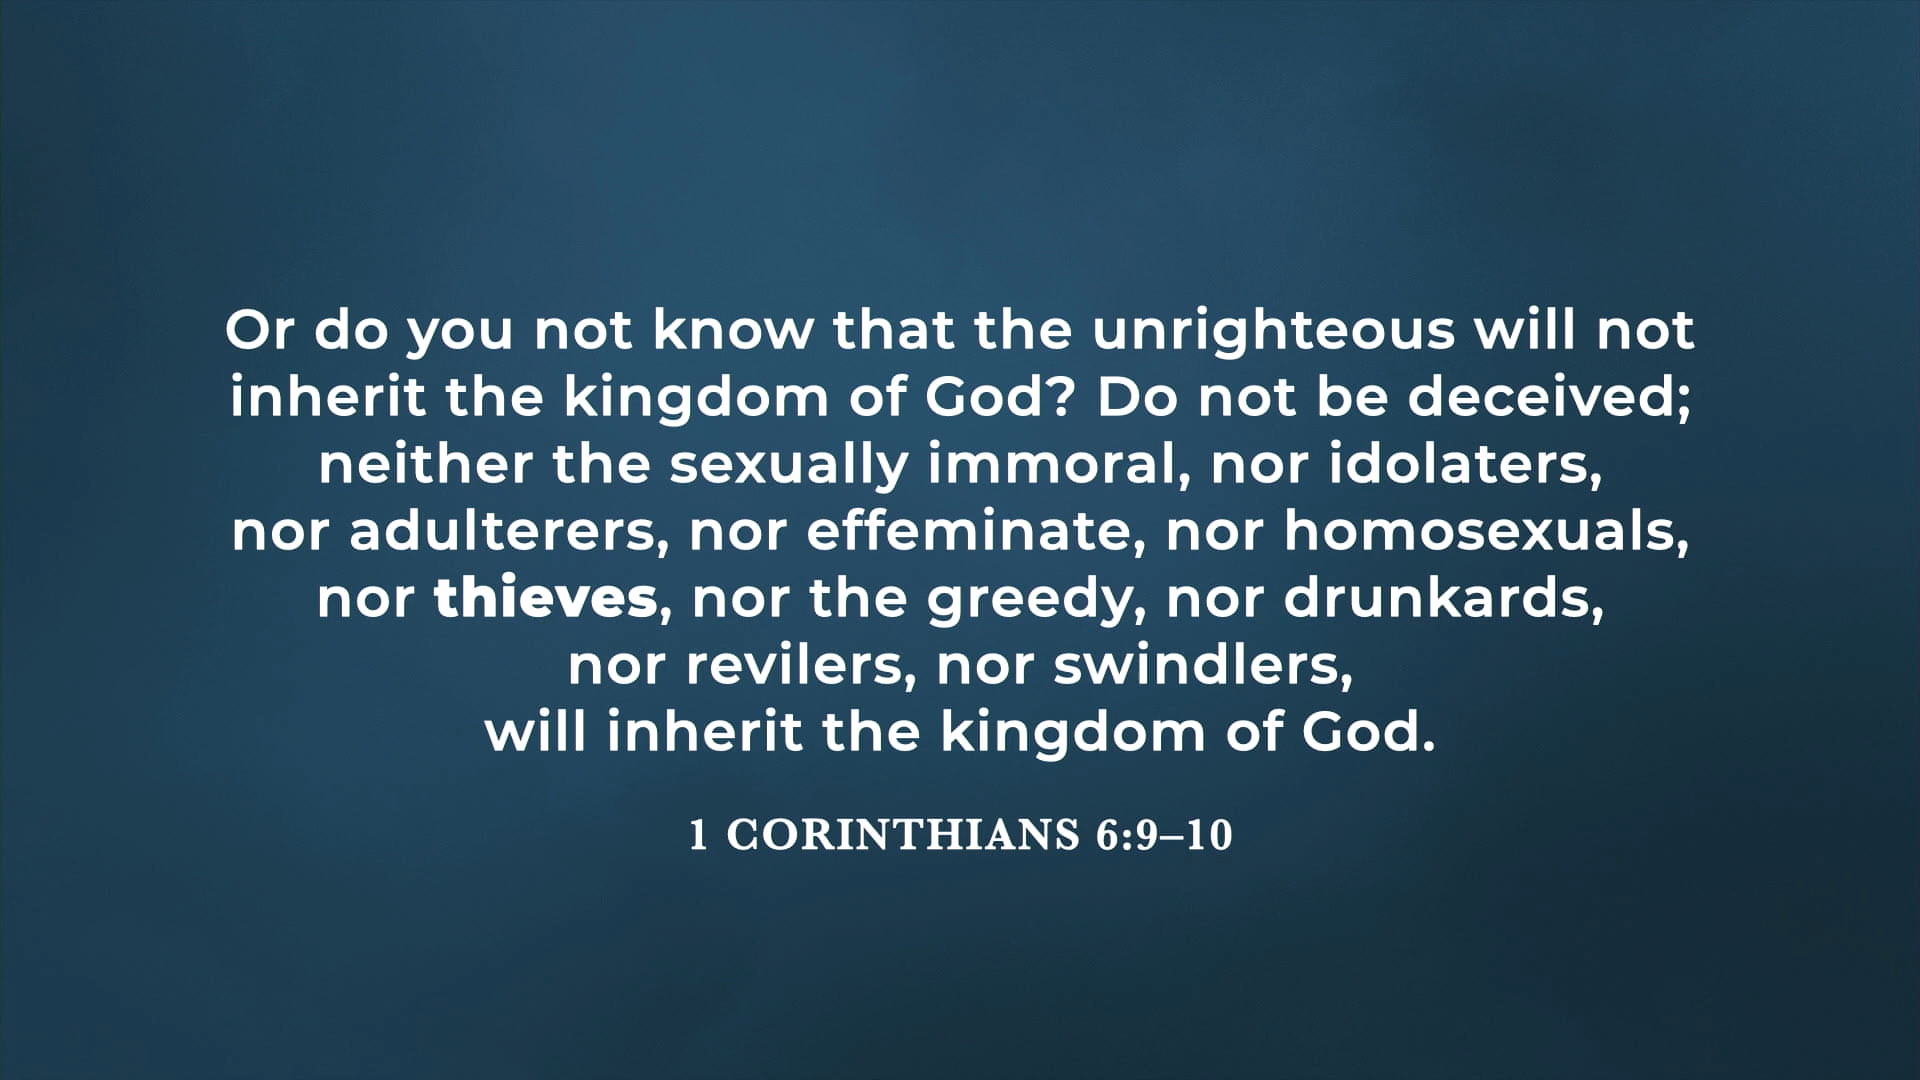 Or do you not know that the unrighteous will not
inherit the kingdom of God? Do not be deceived;
neither the sexually immoral, nor idolaters,
nor adulterers, nor effeminate, nor homosexuals,
nor thieves, nor the greedy, nor drunkards,
nor revilers, nor swindlers,
will inherit the kingdom of God.
1 CORINTHIANS 6:9–10